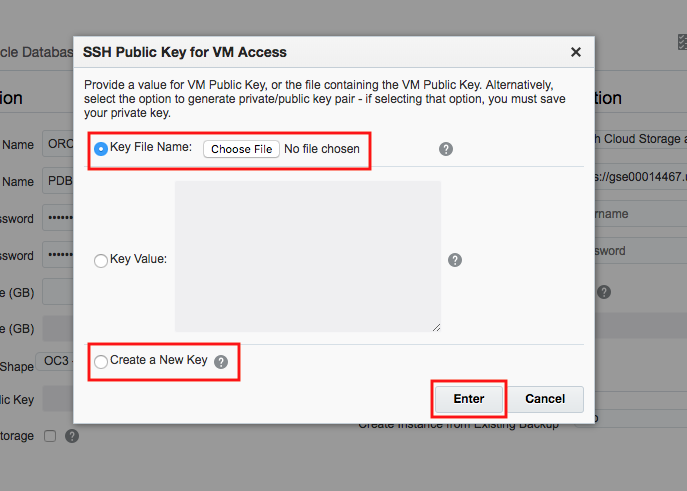 SSH Public Key for VM Access
Provide a value for VM Public Key, or the file containing the VM Public Key. Alternatively,
select the option to generate private/public key pair - if selecting that option, you must save
your private key.
Key File Name: Choose File No file chosen ?
Key Value: ?
Create a New Key ?
Enter Cancel
cle Databas
ion
tion
Name ORC
h Cloud Storage a
Name PDB
s://gse00014467.
ssword ••••••••
rname
ssword ••••••••
sword
e (GB)
?
e (GB)
Shape OC3 -
lic Key
torage ?
Create Instance from Existing Backup